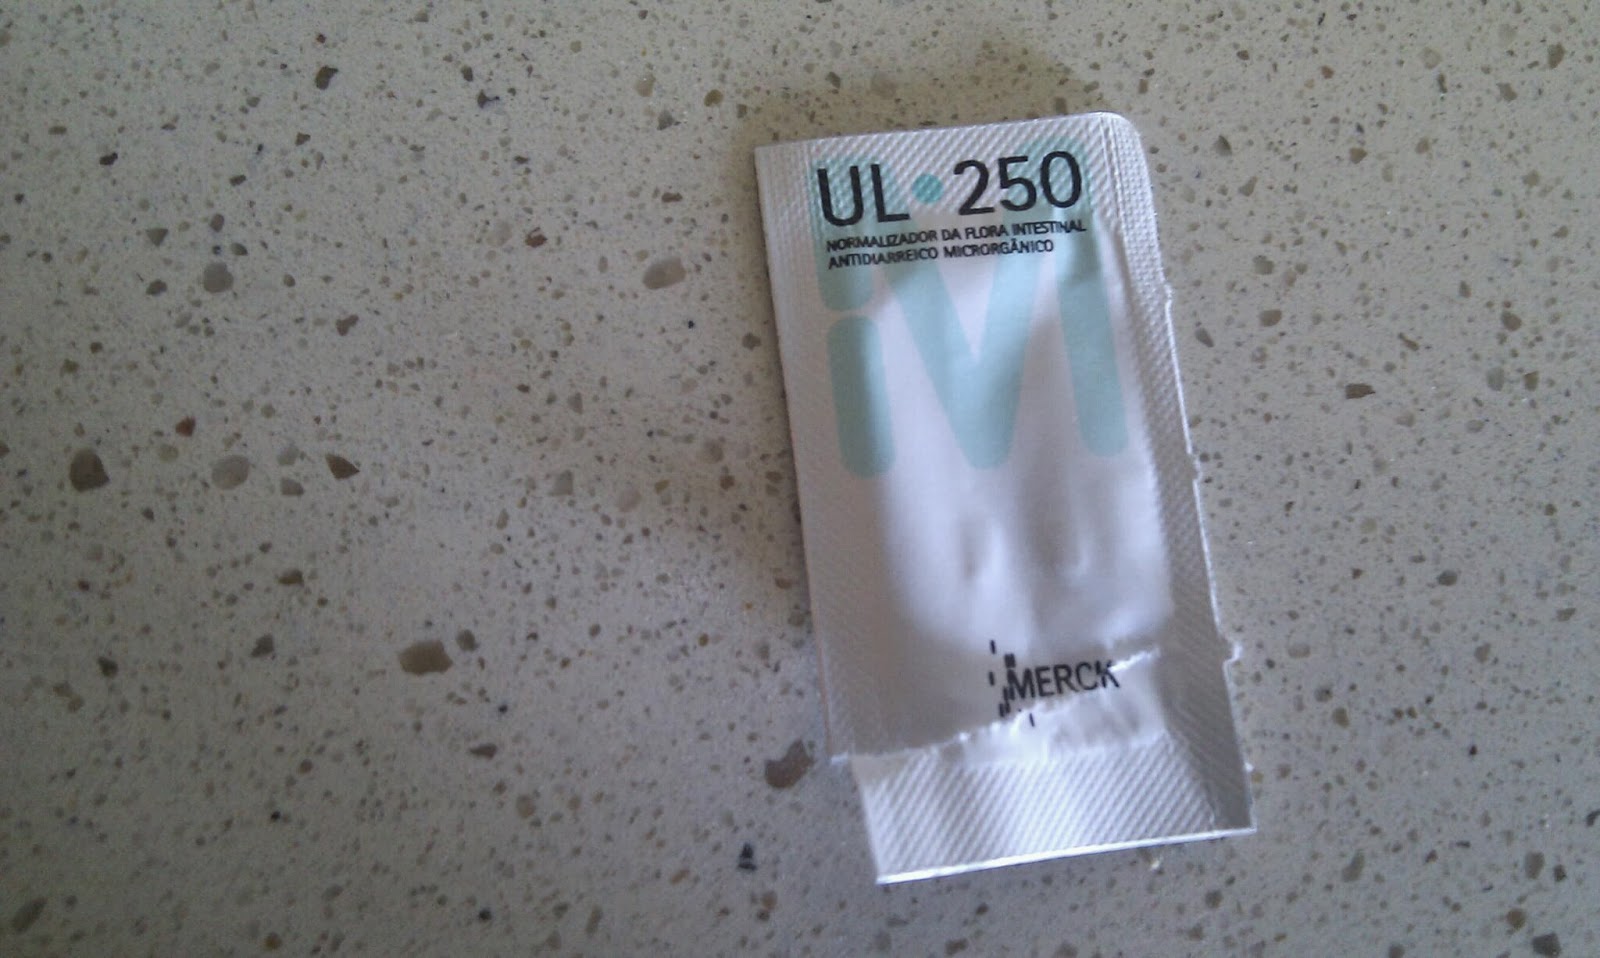 UL•250
NORMALIZADOR DA FLORA INTESTINAL
ANTIDIARREICO MICRORGÂNICO
MERCK